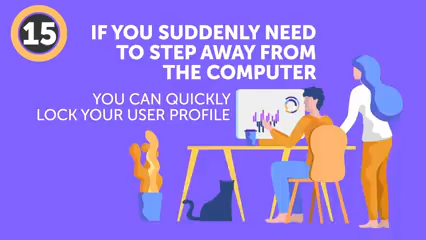 15
IF YOU SUDDENLY NEED
TO STEP AWAY FROM
THE COMPUTER
YOU CAN QUICKLY
LOCK YOUR USER PROFILE